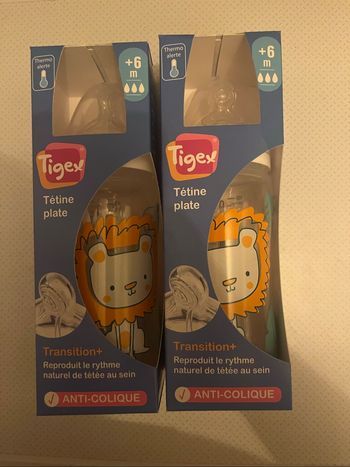 Thermo
alerte
+6
m
Tigex
Tétine
plate
Transition+
Reproduit le rythme
naturel de tétée au sein
ANTI-COLIQUE
Thermo
alerte
+6
m
Tigex
Tétine
plate
Transition+
Reproduit le rythme
naturel de tétée au sein
ANTI-COLIQUE